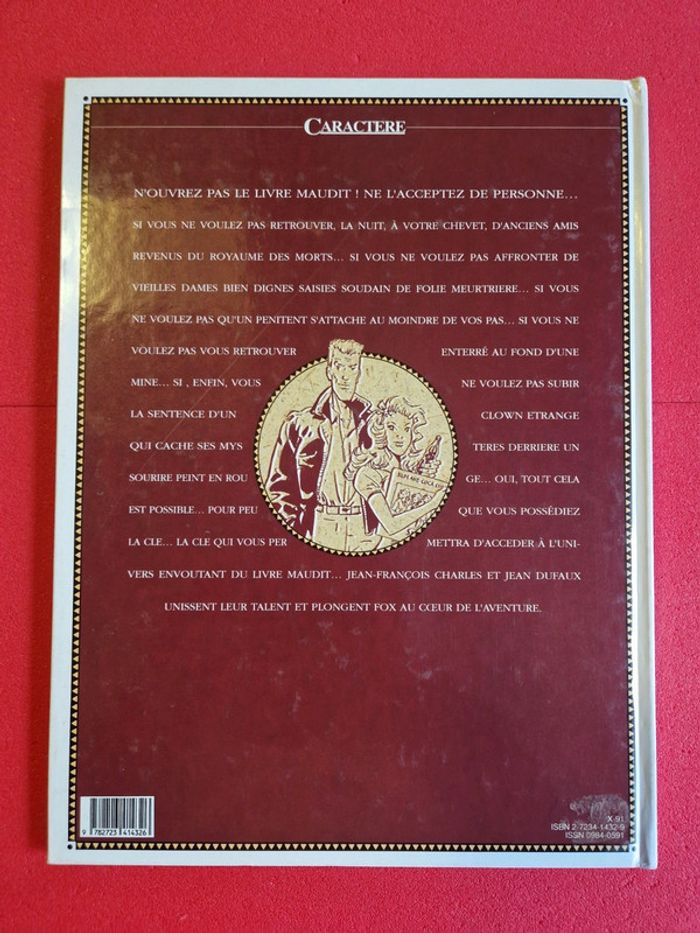 CARACTERE
N'OUVREZ PAS LE LIVRE MAUDIT ! NE L'ACCEPTEZ DE PERSONNE...
SI VOUS NE VOULEZ PAS RETROUVER, LA NUIT, À VOTRE CHEVET, D'ANCIENS AMIS
REVENUS DU ROYAUME DES MORTS... SI VOUS NE VOULEZ PAS AFFRONTER DE
VIEILLES DAMES BIEN DIGNES SAISIES SOUDAIN DE FOLIE MEURTRIERE... SI VOUS
NE VOULEZ PAS QU'UN PENITENT S'ATTACHE AU MOINDRE DE VOS PAS... SI VOUS NE
VOULEZ PAS VOUS RETROUVER ENTERRÉ AU FOND D'UNE
MINE... SI , ENFIN, VOUS NE VOULEZ PAS SUBIR
LA SENTENCE D'UN CLOWN ETRANGE
QUI CACHE SES MYS TERES DERRIERE UN
SOURIRE PEINT EN ROU GE... OUI, TOUT CELA
EST POSSIBLE... POUR PEU QUE VOUS POSSÉDIEZ
LA CLE... LA CLE QUI VOUS PER METTRA D'ACCEDER À L'UNI-
VERS ENVOUTANT DU LIVRE MAUDIT... JEAN-FRANÇOIS CHARLES ET JEAN DUFAUX
UNISSENT LEUR TALENT ET PLONGENT FOX AU CŒUR DE L'AVENTURE.
X-91
ISBN 2-7234-1432-9
ISSN 0984-0591
9 782723 414326